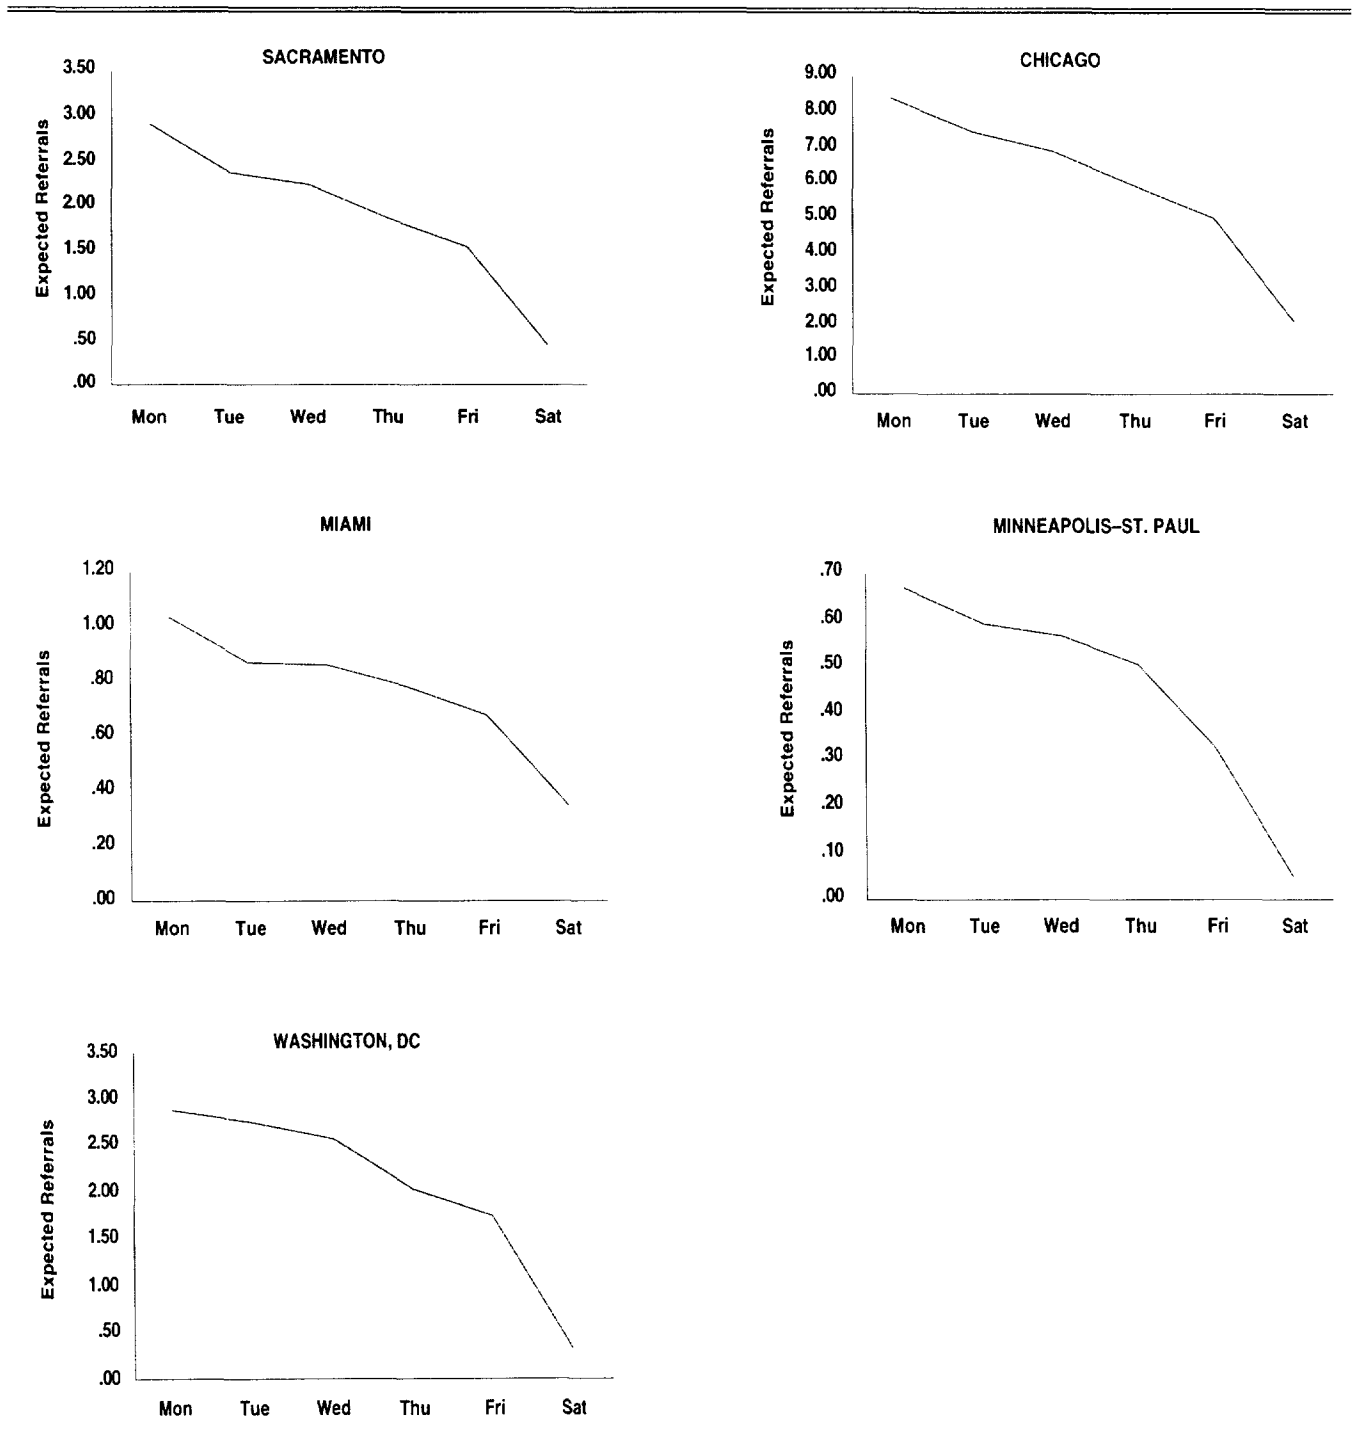 SACRAMENTO
Expected Referrals
3.50
3.00
2.50
2.00
1.50
1.00
.50
.00
Mon Tue Wed Thu Fri Sat
CHICAGO
Expected Referrals
9.00
8.00
7.00
6.00
5.00
4.00
3.00
2.00
1.00
.00
Mon Tue Wed Thu Fri Sat
MIAMI
Expected Referrals
1.20
1.00
.80
.60
.40
.20
.00
Mon Tue Wed Thu Fri Sat
MINNEAPOLIS–ST. PAUL
Expected Referrals
.70
.60
.50
.40
.30
.20
.10
.00
Mon Tue Wed Thu Fri Sat
WASHINGTON, DC
Expected Referrals
3.50
3.00
2.50
2.00
1.50
1.00
.50
.00
Mon Tue Wed Thu Fri Sat